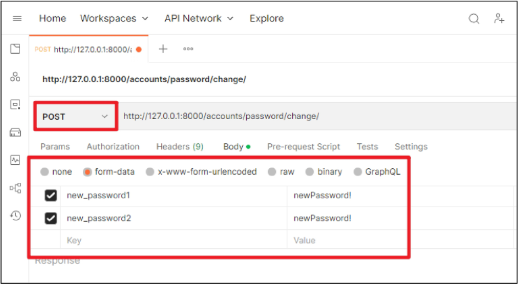 Home Workspaces API Network Explore
POST http://127.0.0.1:8000/a
http://127.0.0.1:8000/accounts/password/change/
POST http://127.0.0.1:8000/accounts/password/change/
Params Authorization Headers (9) Body Pre-request Script Tests Settings
none form-data x-www-form-urlencoded raw binary GraphQL
new_password1 newPassword!
new_password2 newPassword!
Key Value
Response